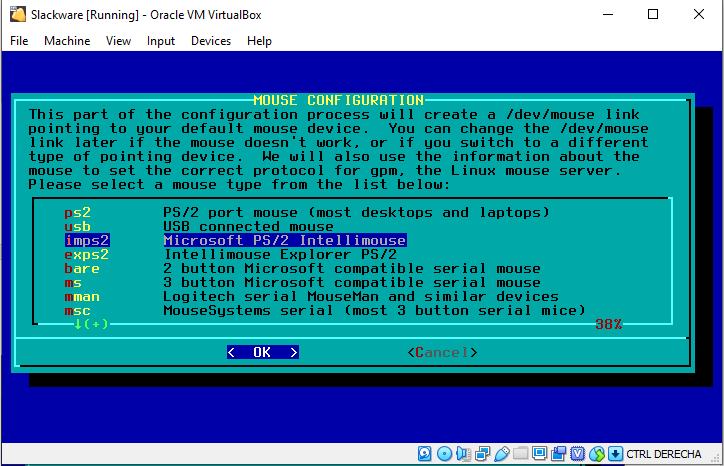 Slackware [Running] - Oracle VM VirtualBox
File Machine View Input Devices Help
MOUSE CONFIGURATION
This part of the configuration process will create a /dev/mouse link
pointing to your default mouse device.  You can change the /dev/mouse
link later if the mouse doesn't work, or if you switch to a different
type of pointing device.  We will also use the information about the
mouse to set the correct protocol for gpm, the Linux mouse server.
Please select a mouse type from the list below:
ps2 PS/2 port mouse (most desktops and laptops)
usb USB connected mouse
imps2 Microsoft PS/2 Intellimouse
exps2 Intellimouse Explorer PS/2
bare 2 button Microsoft compatible serial mouse
ms 3 button Microsoft compatible serial mouse
mman Logitech serial MouseMan and similar devices
msc MouseSystems serial (most 3 button serial mice)
↓(+) 38%
< OK > <Cancel>
CTRL DERECHA